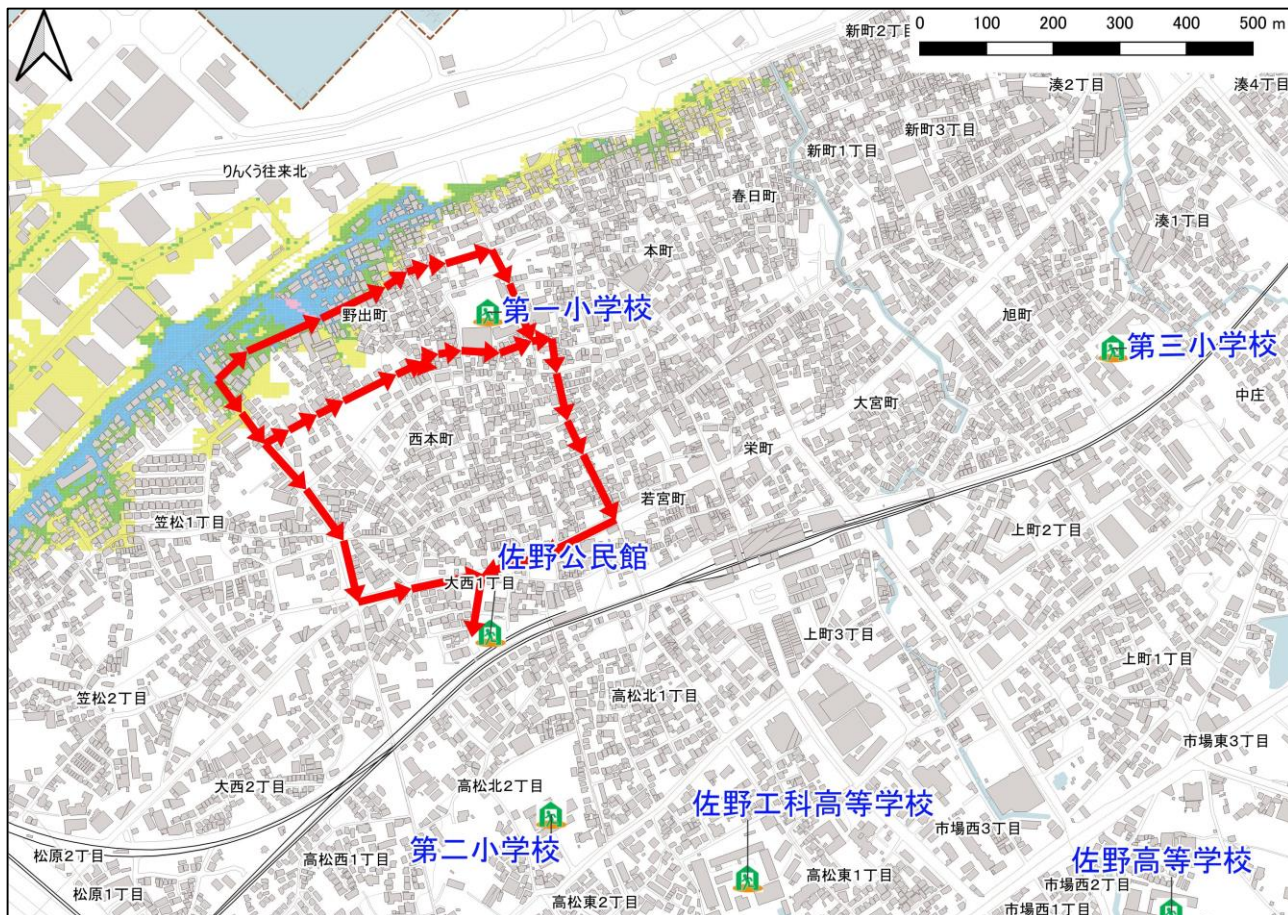 0 100 200 300 400 500 m
新町2丁目
湊2丁目
湊4丁目
新町3丁目
新町1丁目
りんくう往来北
春日町
湊1丁目
本町
第一小学校
野出町
旭町
第三小学校
中庄
大宮町
西本町
栄町
若宮町
笠松1丁目
上町2丁目
佐野公民館
大西1丁目
上町3丁目
上町1丁目
笠松2丁目
高松北1丁目
市場東3丁目
大西2丁目
高松北2丁目
佐野工科高等学校
市場西3丁目
第二小学校
松原2丁目
高松西1丁目
佐野高等学校
高松東1丁目
市場西2丁目
松原1丁目
高松東2丁目
市場西1丁目